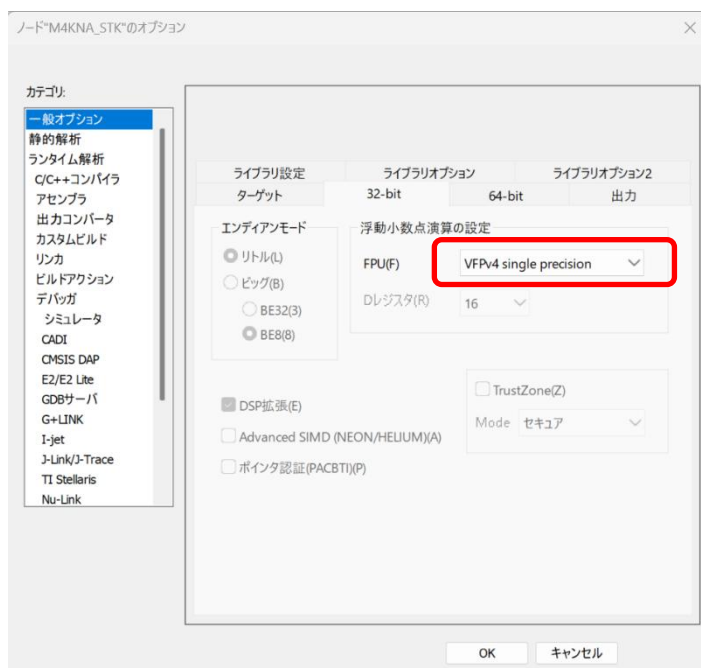 ノード"M4KNA_STK"のオプション
カテゴリ:
一般オプション
静的解析
ランタイム解析
C/C++コンパイラ
アセンブラ
出力コンバータ
カスタムビルド
リンカ
ビルドアクション
デバッガ
シミュレータ
CADI
CMSIS DAP
E2/E2 Lite
GDBサーバ
G+LINK
I-jet
J-Link/J-Trace
TI Stellaris
Nu-Link
ライブラリ設定 ライブラリオプション ライブラリオプション2
ターゲット 32-bit 64-bit 出力
エンディアンモード
リトル(L)
ビッグ(B)
BE32(3)
BE8(8)
浮動小数点演算の設定
FPU(F) VFPv4 single precision
Dレジスタ(R) 16
DSP拡張(E)
Advanced SIMD (NEON/HELIUM)(A)
ポインタ認証(PACBTI)(P)
TrustZone(Z)
Mode セキュア
OK キャンセル